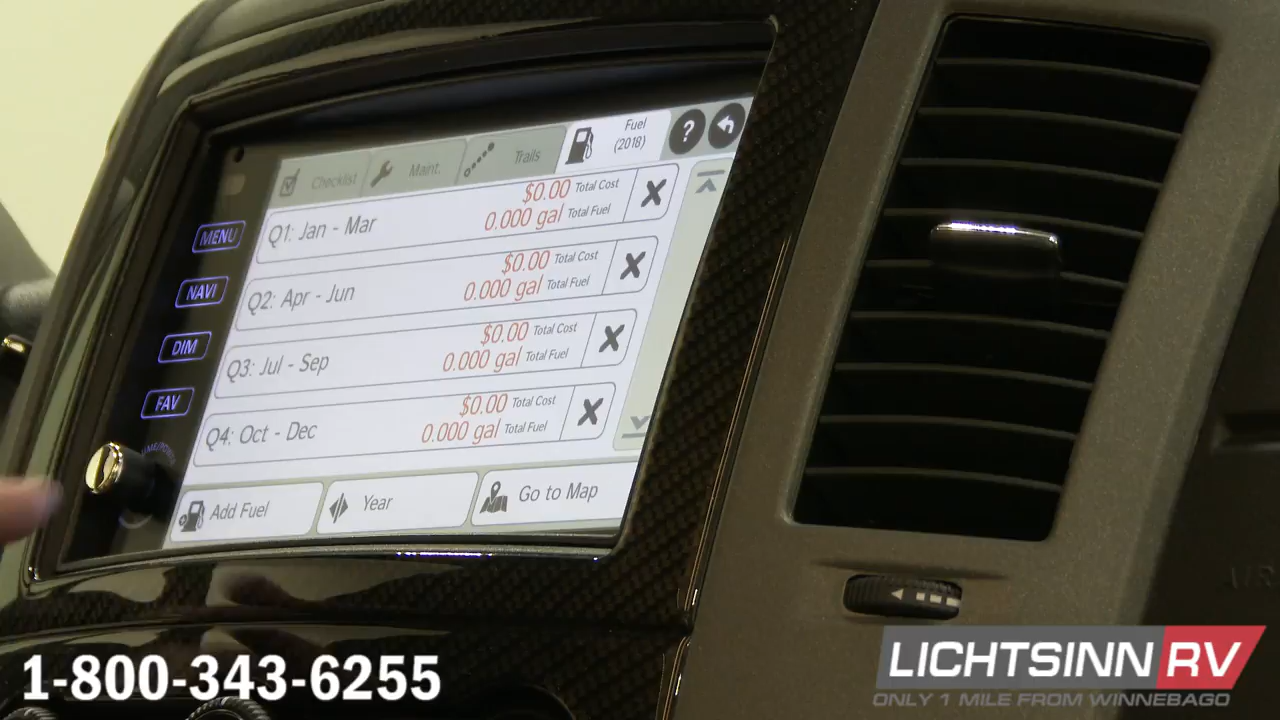 Checklist
Maint.
Trails
Fuel
(2018)
?
MENU
NAVI
DIM
FAV
Q1: Jan - Mar
$0.00 Total Cost
0.000 gal Total Fuel
Q2: Apr - Jun
$0.00 Total Cost
0.000 gal Total Fuel
Q3: Jul - Sep
$0.00 Total Cost
0.000 gal Total Fuel
Q4: Oct - Dec
$0.00 Total Cost
0.000 gal Total Fuel
Add Fuel
Year
Go to Map
1-800-343-6255
LICHTSINN RV
ONLY 1 MILE FROM WINNEBAGO